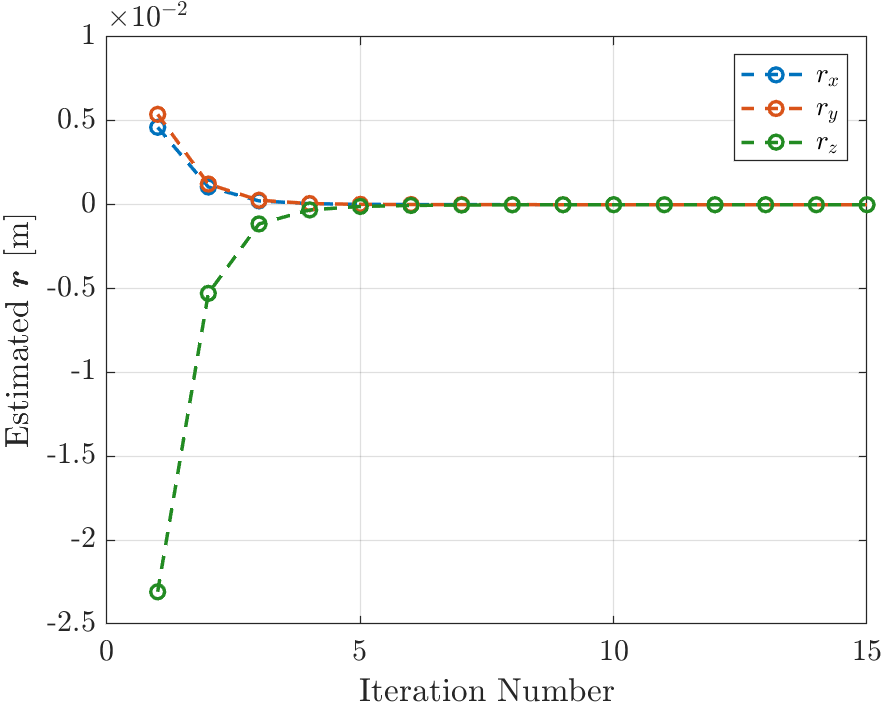 ×10⁻²
1
0.5
0
-0.5
-1
-1.5
-2
-2.5
Estimated r [m]
0 5 10 15
Iteration Number
r_x
r_y
r_z